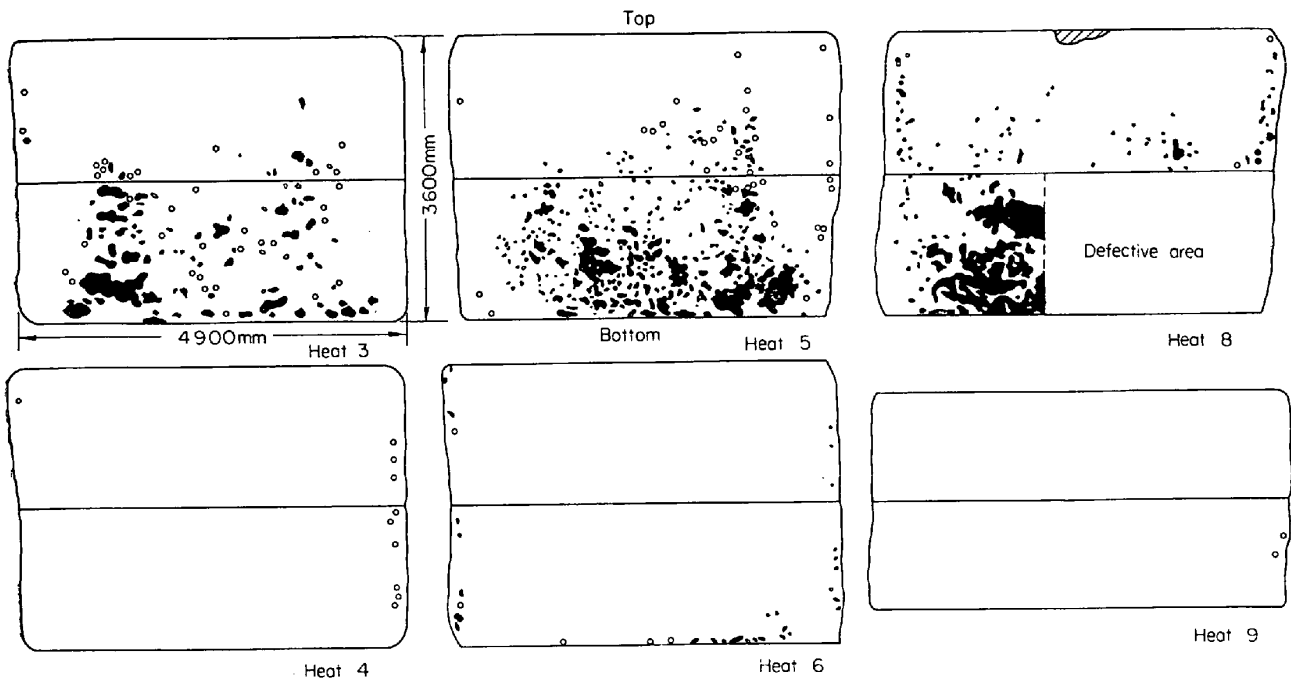 Top
3600mm
4900mm
Heat 3
Bottom
Heat 5
Defective area
Heat 8
Heat 4
Heat 6
Heat 9